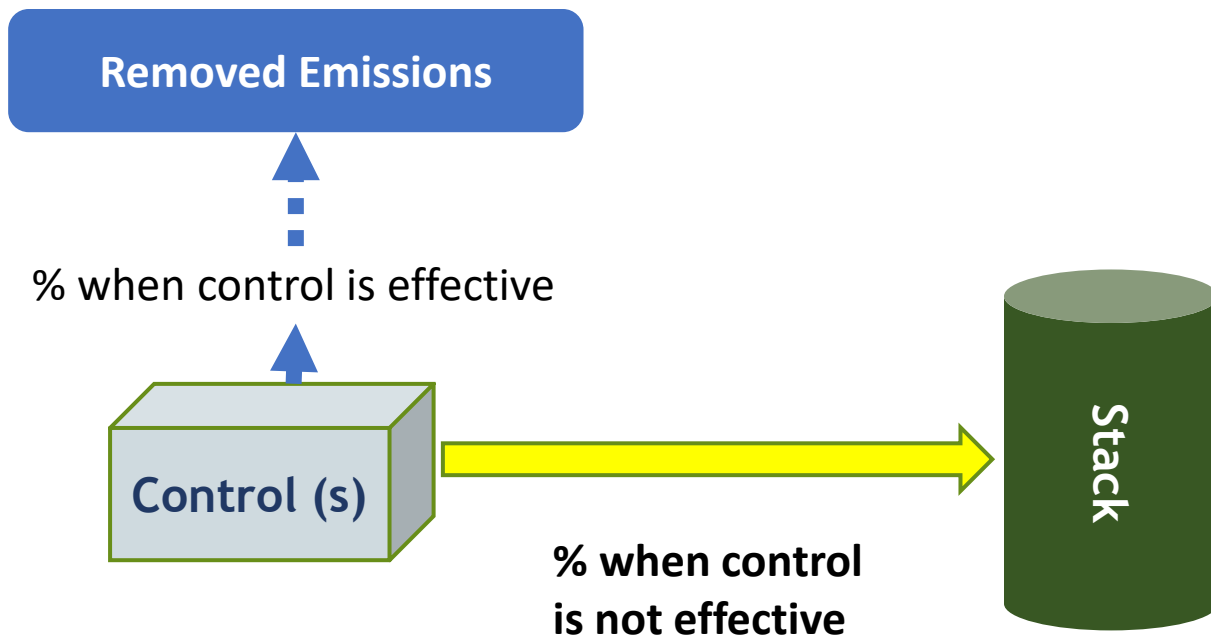 Removed Emissions
% when control is effective
Control (s)
Stack
% when control
is not effective